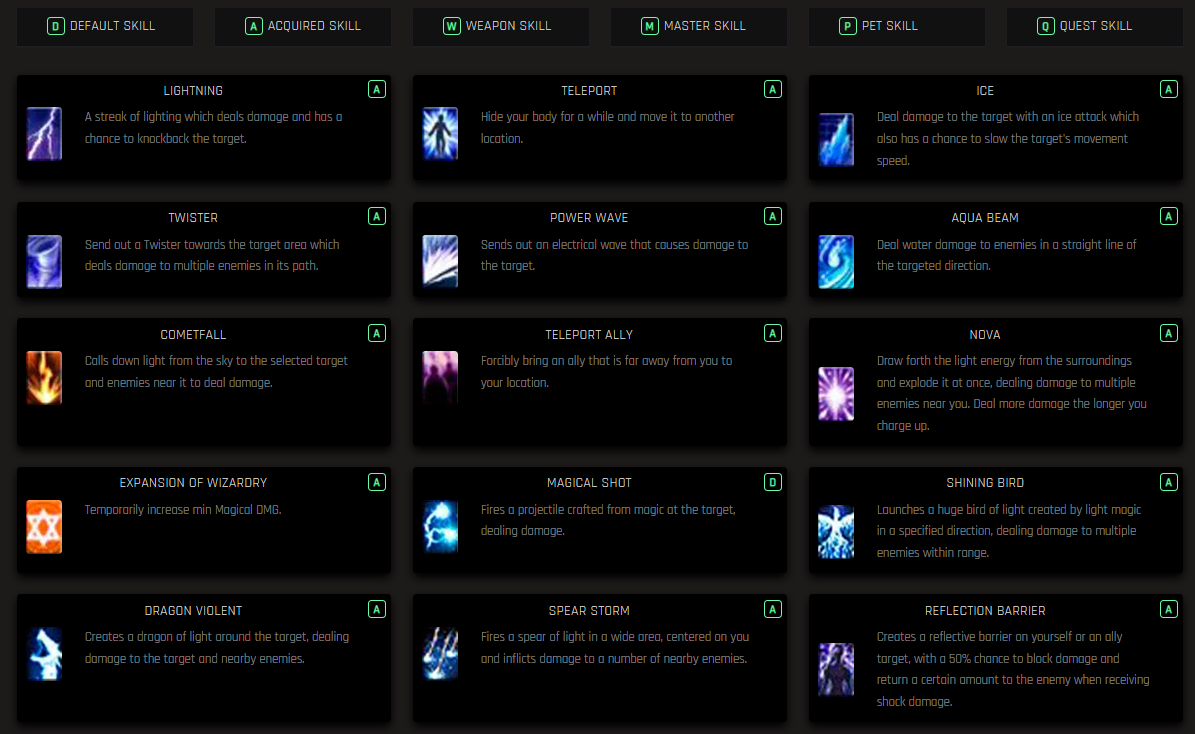 D DEFAULT SKILL
A ACQUIRED SKILL
W WEAPON SKILL
M MASTER SKILL
P PET SKILL
Q QUEST SKILL
LIGHTNING
A
A streak of lighting which deals damage and has a
chance to knockback the target.
TELEPORT
A
Hide your body for a while and move it to another
location.
ICE
A
Deal damage to the target with an ice attack which
also has a chance to slow the target's movement
speed.
TWISTER
A
Send out a Twister towards the target area which
deals damage to multiple enemies in its path.
POWER WAVE
A
Sends out an electrical wave that causes damage to
the target.
AQUA BEAM
A
Deal water damage to enemies in a straight line of
the targeted direction.
COMETFALL
A
Calls down light from the sky to the selected target
and enemies near it to deal damage.
TELEPORT ALLY
A
Forcibly bring an ally that is far away from you to
your location.
NOVA
A
Draw forth the light energy from the surroundings
and explode it at once, dealing damage to multiple
enemies near you. Deal more damage the longer you
charge up.
EXPANSION OF WIZARDRY
A
Temporarily increase min Magical DMG.
MAGICAL SHOT
D
Fires a projectile crafted from magic at the target,
dealing damage.
SHINING BIRD
A
Launches a huge bird of light created by light magic
in a specified direction, dealing damage to multiple
enemies within range.
DRAGON VIOLENT
A
Creates a dragon of light around the target, dealing
damage to the target and nearby enemies.
SPEAR STORM
A
Fires a spear of light in a wide area, centered on you
and inflicts damage to a number of nearby enemies.
REFLECTION BARRIER
A
Creates a reflective barrier on yourself or an ally
target, with a 50% chance to block damage and
return a certain amount to the enemy when receiving
shock damage.